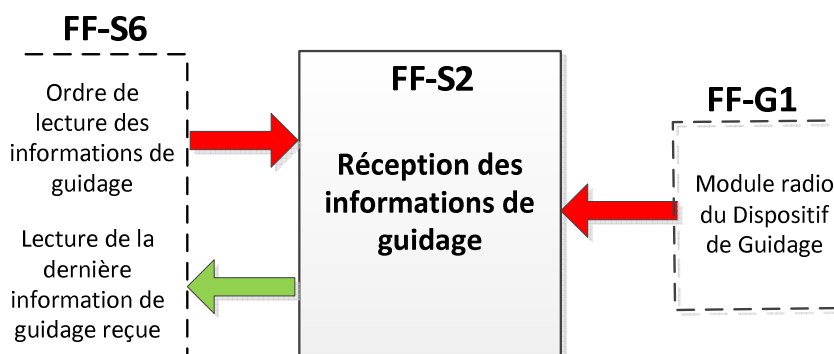 FF-S6
Ordre de
lecture des
informations de
guidage
Lecture de la
dernière
information de
guidage reçue
FF-S2
Réception des
informations de
guidage
FF-G1
Module radio
du Dispositif
de Guidage